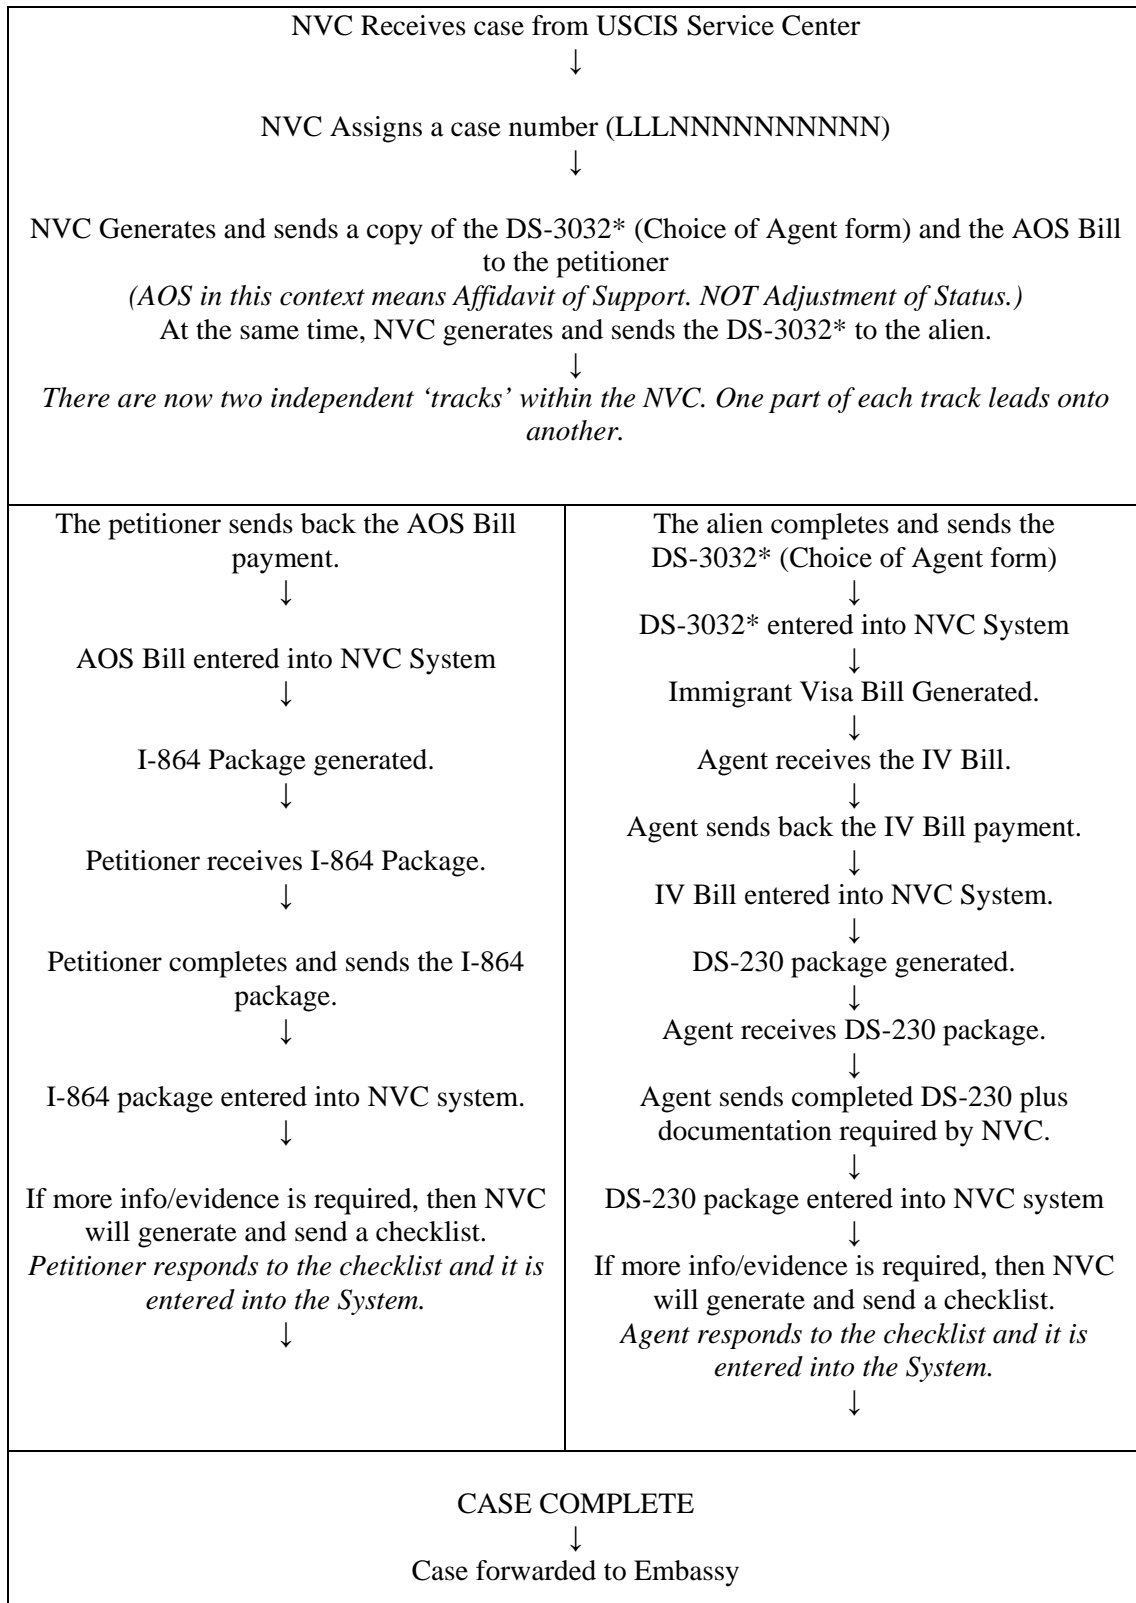 NVC Receives case from USCIS Service Center
↓
NVC Assigns a case number (LLLNNNNNNNNNN)
↓
NVC Generates and sends a copy of the DS-3032* (Choice of Agent form) and the AOS Bill
to the petitioner
(AOS in this context means Affidavit of Support. NOT Adjustment of Status.)
At the same time, NVC generates and sends the DS-3032* to the alien.
↓
There are now two independent ‘tracks’ within the NVC. One part of each track leads onto
another.
The petitioner sends back the AOS Bill
payment.
↓
AOS Bill entered into NVC System
↓
I-864 Package generated.
↓
Petitioner receives I-864 Package.
↓
Petitioner completes and sends the I-864
package.
↓
I-864 package entered into NVC system.
↓
If more info/evidence is required, then NVC
will generate and send a checklist.
Petitioner responds to the checklist and it is
entered into the System.
↓
The alien completes and sends the
DS-3032* (Choice of Agent form)
↓
DS-3032* entered into NVC System
↓
Immigrant Visa Bill Generated.
↓
Agent receives the IV Bill.
↓
Agent sends back the IV Bill payment.
↓
IV Bill entered into NVC System.
↓
DS-230 package generated.
↓
Agent receives DS-230 package.
↓
Agent sends completed DS-230 plus
documentation required by NVC.
↓
DS-230 package entered into NVC system
↓
If more info/evidence is required, then NVC
will generate and send a checklist.
Agent responds to the checklist and it is
entered into the System.
↓
CASE COMPLETE
↓
Case forwarded to Embassy